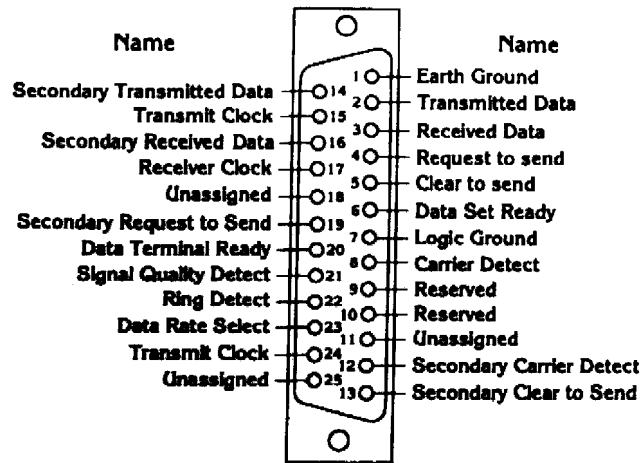 Name
Secondary Transmitted Data 14
Transmit Clock 15
Secondary Received Data 16
Receiver Clock 17
Unassigned 18
Secondary Request to Send 19
Data Terminal Ready 20
Signal Quality Detect 21
Ring Detect 22
Data Rate Select 23
Transmit Clock 24
Unassigned 25
Name
1 Earth Ground
2 Transmitted Data
3 Received Data
4 Request to send
5 Clear to send
6 Data Set Ready
7 Logic Ground
8 Carrier Detect
9 Reserved
10 Reserved
11 Unassigned
12 Secondary Carrier Detect
13 Secondary Clear to Send